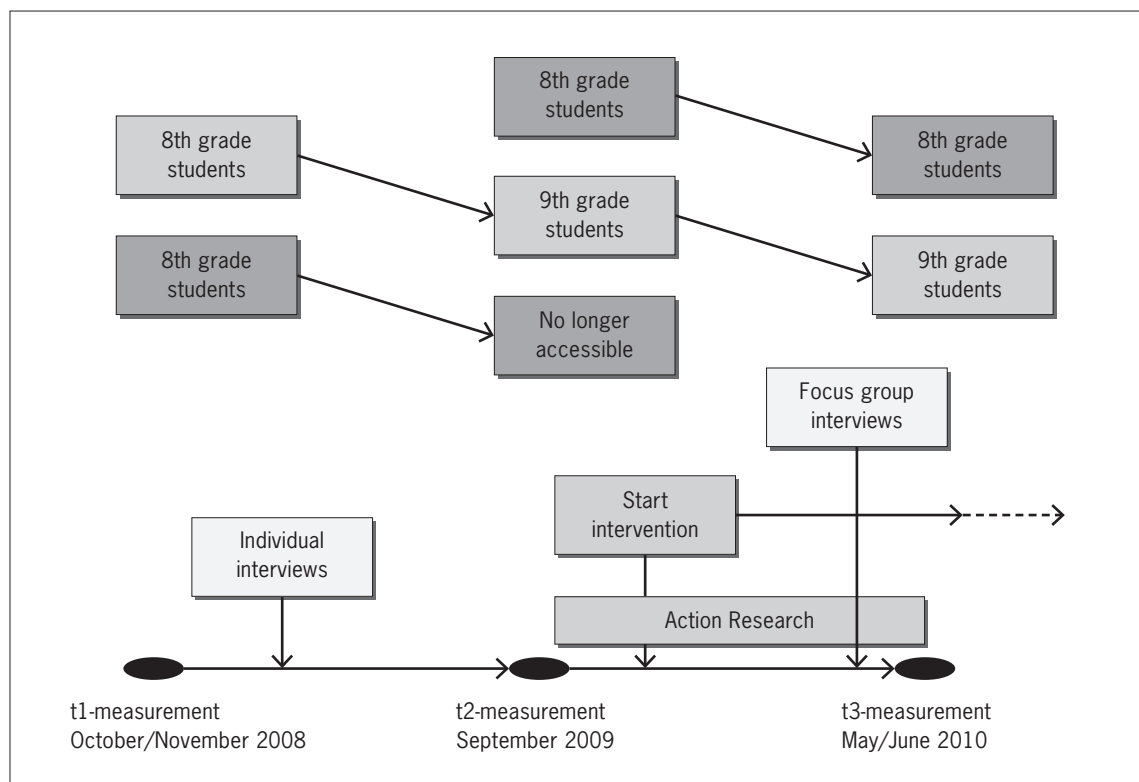 8th grade
students
8th grade
students
8th grade
students
9th grade
students
8th grade
students
9th grade
students
No longer
accessible
Focus group
interviews
Start
intervention
Individual
interviews
Action Research
t1-measurement
October/November 2008
t2-measurement
September 2009
t3-measurement
May/June 2010